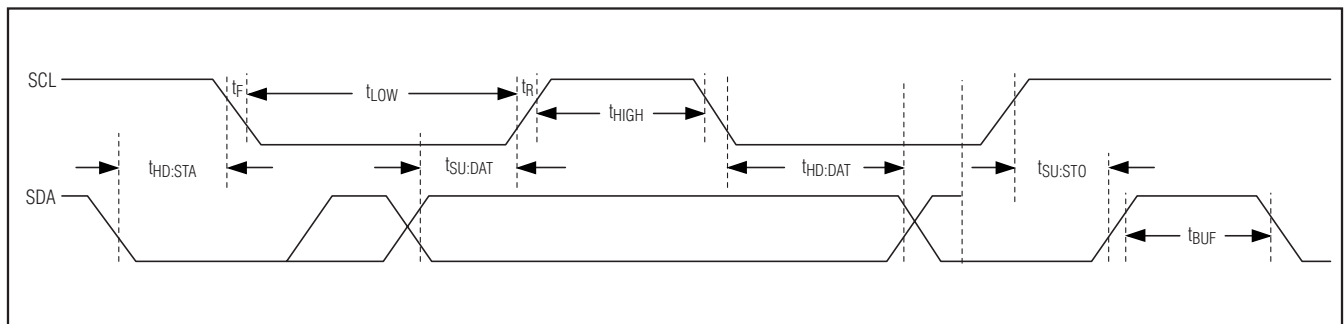 SCL
tF
tLOW
tR
tHIGH
tHD:STA
tSU:DAT
tHD:DAT
tSU:STO
SDA
tBUF